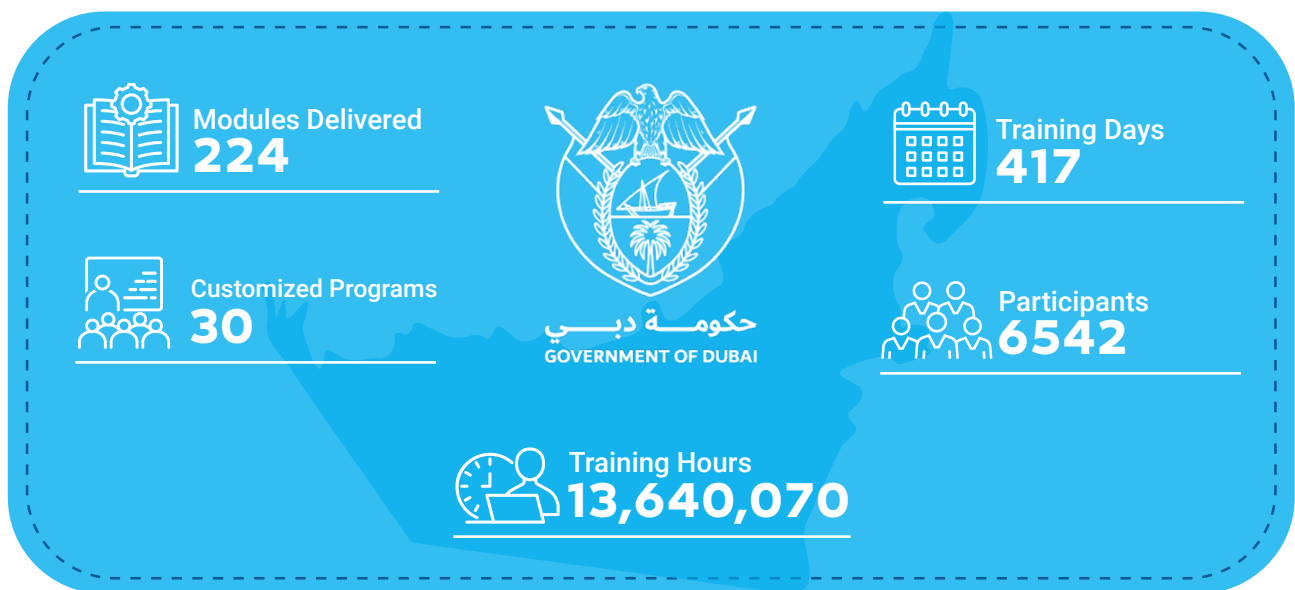 Modules Delivered
224
Customized Programs
30
حكومـــة دبــــي
GOVERNMENT OF DUBAI
Training Days
417
Participants
6542
Training Hours
13,640,070